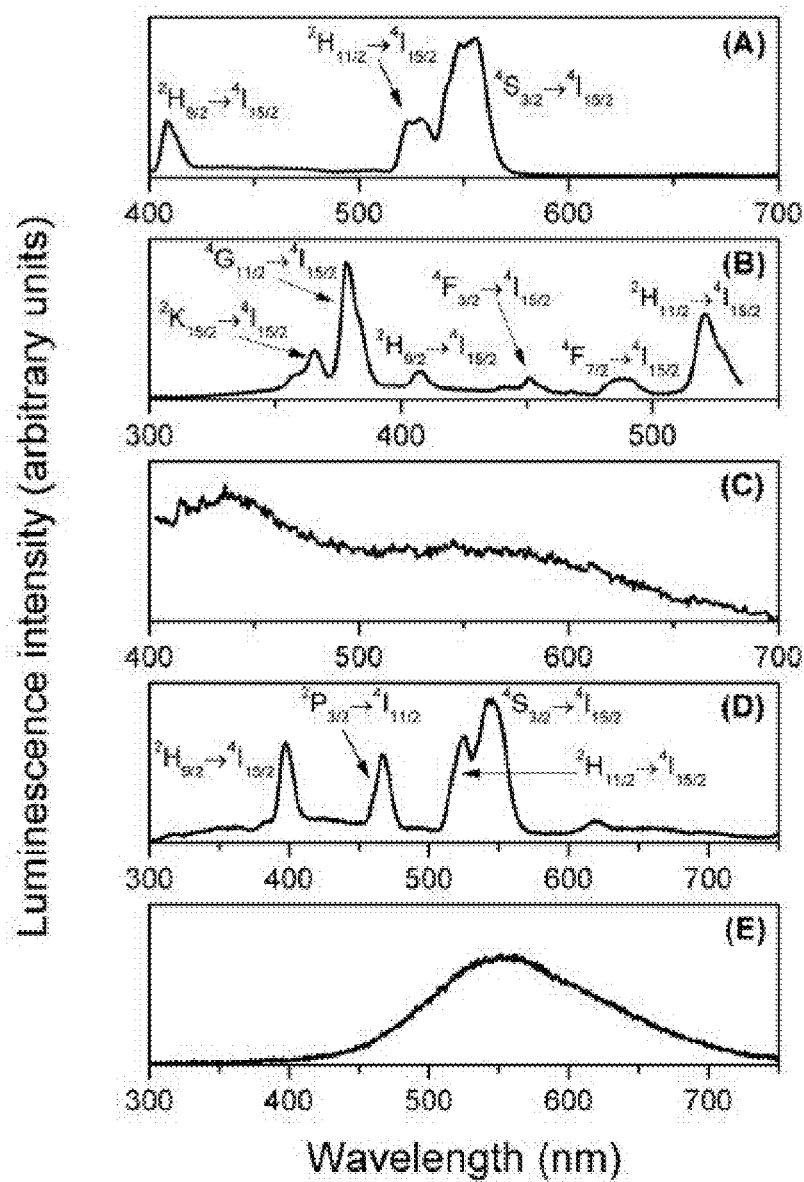 ²H₉/₂→⁴I₁₅/₂
²H₁₁/₂→⁴I₁₅/₂
⁴S₃/₂→⁴I₁₅/₂
(A)
400 500 600 700
²K₁₅/₂→⁴I₁₅/₂
⁴G₁₁/₂→⁴I₁₅/₂
²H₉/₂→⁴I₁₅/₂
⁴F₃/₂→⁴I₁₅/₂
⁴F₇/₂→⁴I₁₅/₂
²H₁₁/₂→⁴I₁₅/₂
(B)
300 400 500
(C)
400 500 600 700
²H₉/₂→⁴I₁₅/₂
²P₃/₂→⁴I₁₁/₂
⁴S₃/₂→⁴I₁₅/₂
²H₁₁/₂→⁴I₁₅/₂
(D)
300 400 500 600 700
(E)
300 400 500 600 700
Luminescence intensity (arbitrary units)
Wavelength (nm)